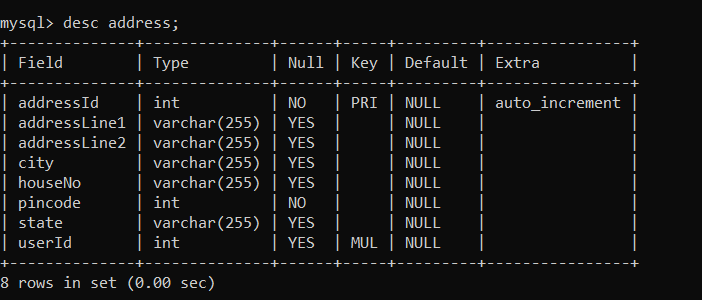 mysql> desc address;
+--------------+--------------+------+-----+---------+----------------+
| Field        | Type         | Null | Key | Default | Extra          |
+--------------+--------------+------+-----+---------+----------------+
| addressId    | int          | NO   | PRI | NULL    | auto_increment |
| addressLine1 | varchar(255) | YES  |     | NULL    |                |
| addressLine2 | varchar(255) | YES  |     | NULL    |                |
| city         | varchar(255) | YES  |     | NULL    |                |
| houseNo      | varchar(255) | YES  |     | NULL    |                |
| pincode      | int          | NO   |     | NULL    |                |
| state        | varchar(255) | YES  |     | NULL    |                |
| userId       | int          | YES  | MUL | NULL    |                |
+--------------+--------------+------+-----+---------+----------------+
8 rows in set (0.00 sec)